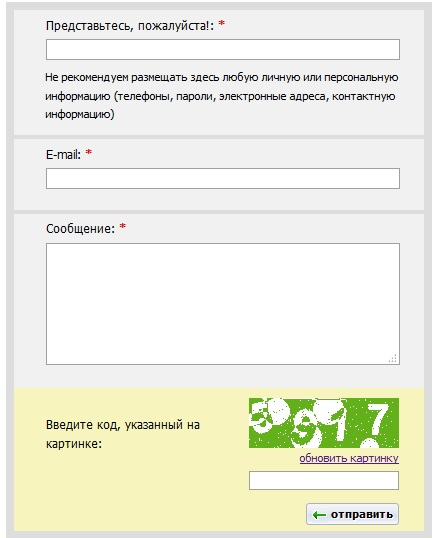 Представьтесь, пожалуйста!: *
Не рекомендуем размещать здесь любую личную или персональную
информацию (телефоны, пароли, электронные адреса, контактную
информацию)
E-mail: *
Сообщение: *
5917
Введите код, указанный на
картинке:
обновить картинку
отправить